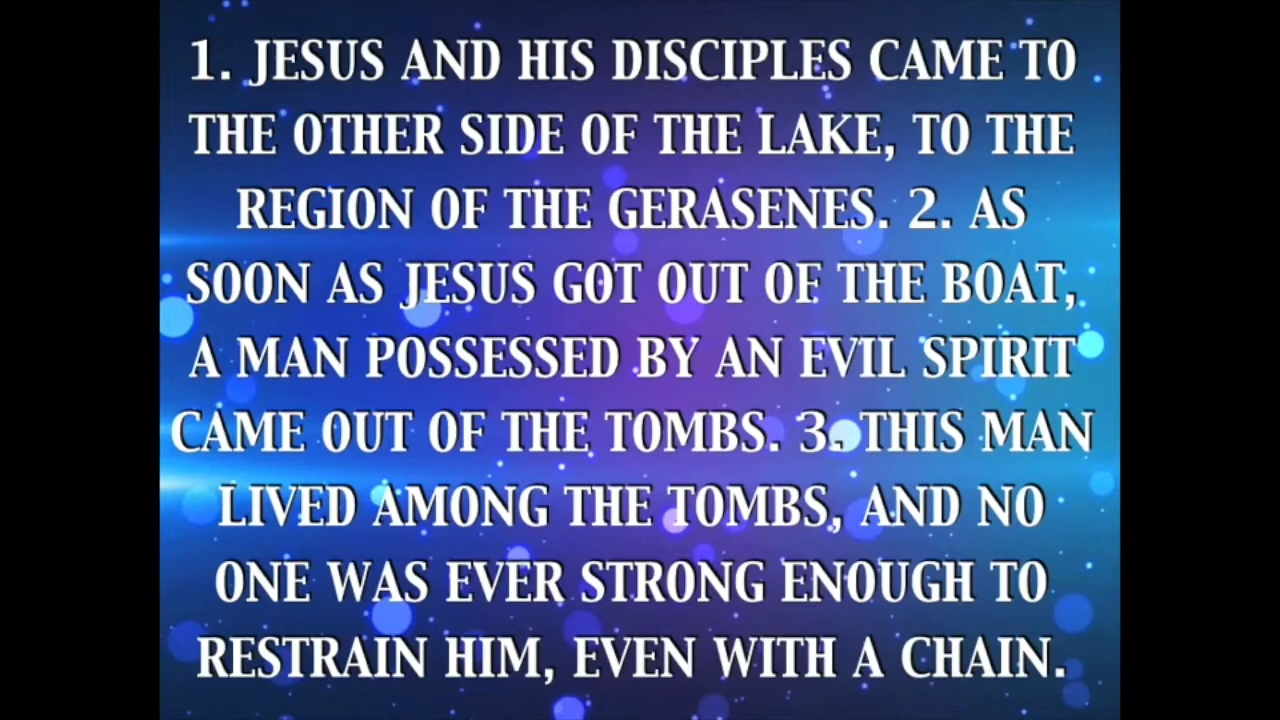 1. JESUS AND HIS DISCIPLES CAME TO
THE OTHER SIDE OF THE LAKE, TO THE
REGION OF THE GERASENES. 2. AS
SOON AS JESUS GOT OUT OF THE BOAT,
A MAN POSSESSED BY AN EVIL SPIRIT
CAME OUT OF THE TOMBS. 3. THIS MAN
LIVED AMONG THE TOMBS, AND NO
ONE WAS EVER STRONG ENOUGH TO
RESTRAIN HIM, EVEN WITH A CHAIN.